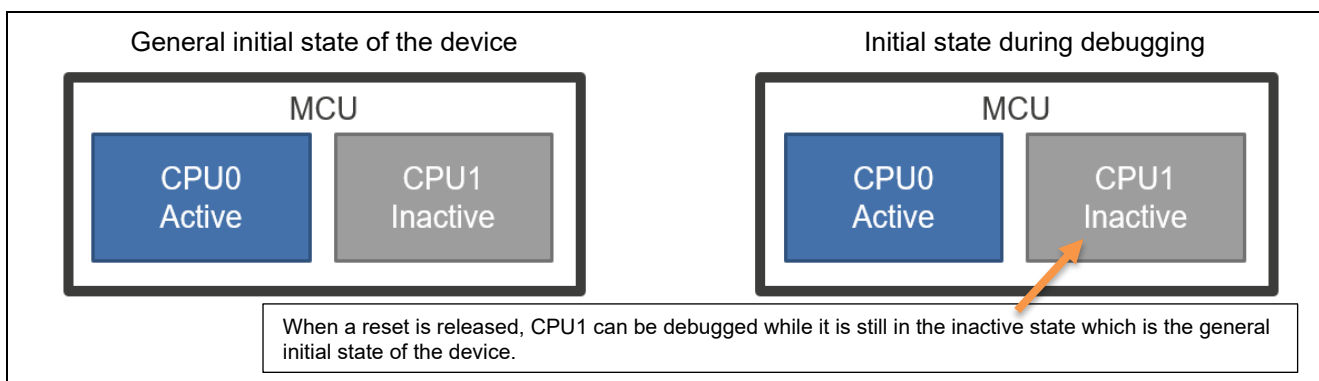 General initial state of the device
MCU
CPU0
Active
CPU1
Inactive
Initial state during debugging
MCU
CPU0
Active
CPU1
Inactive
When a reset is released, CPU1 can be debugged while it is still in the inactive state which is the general
initial state of the device.